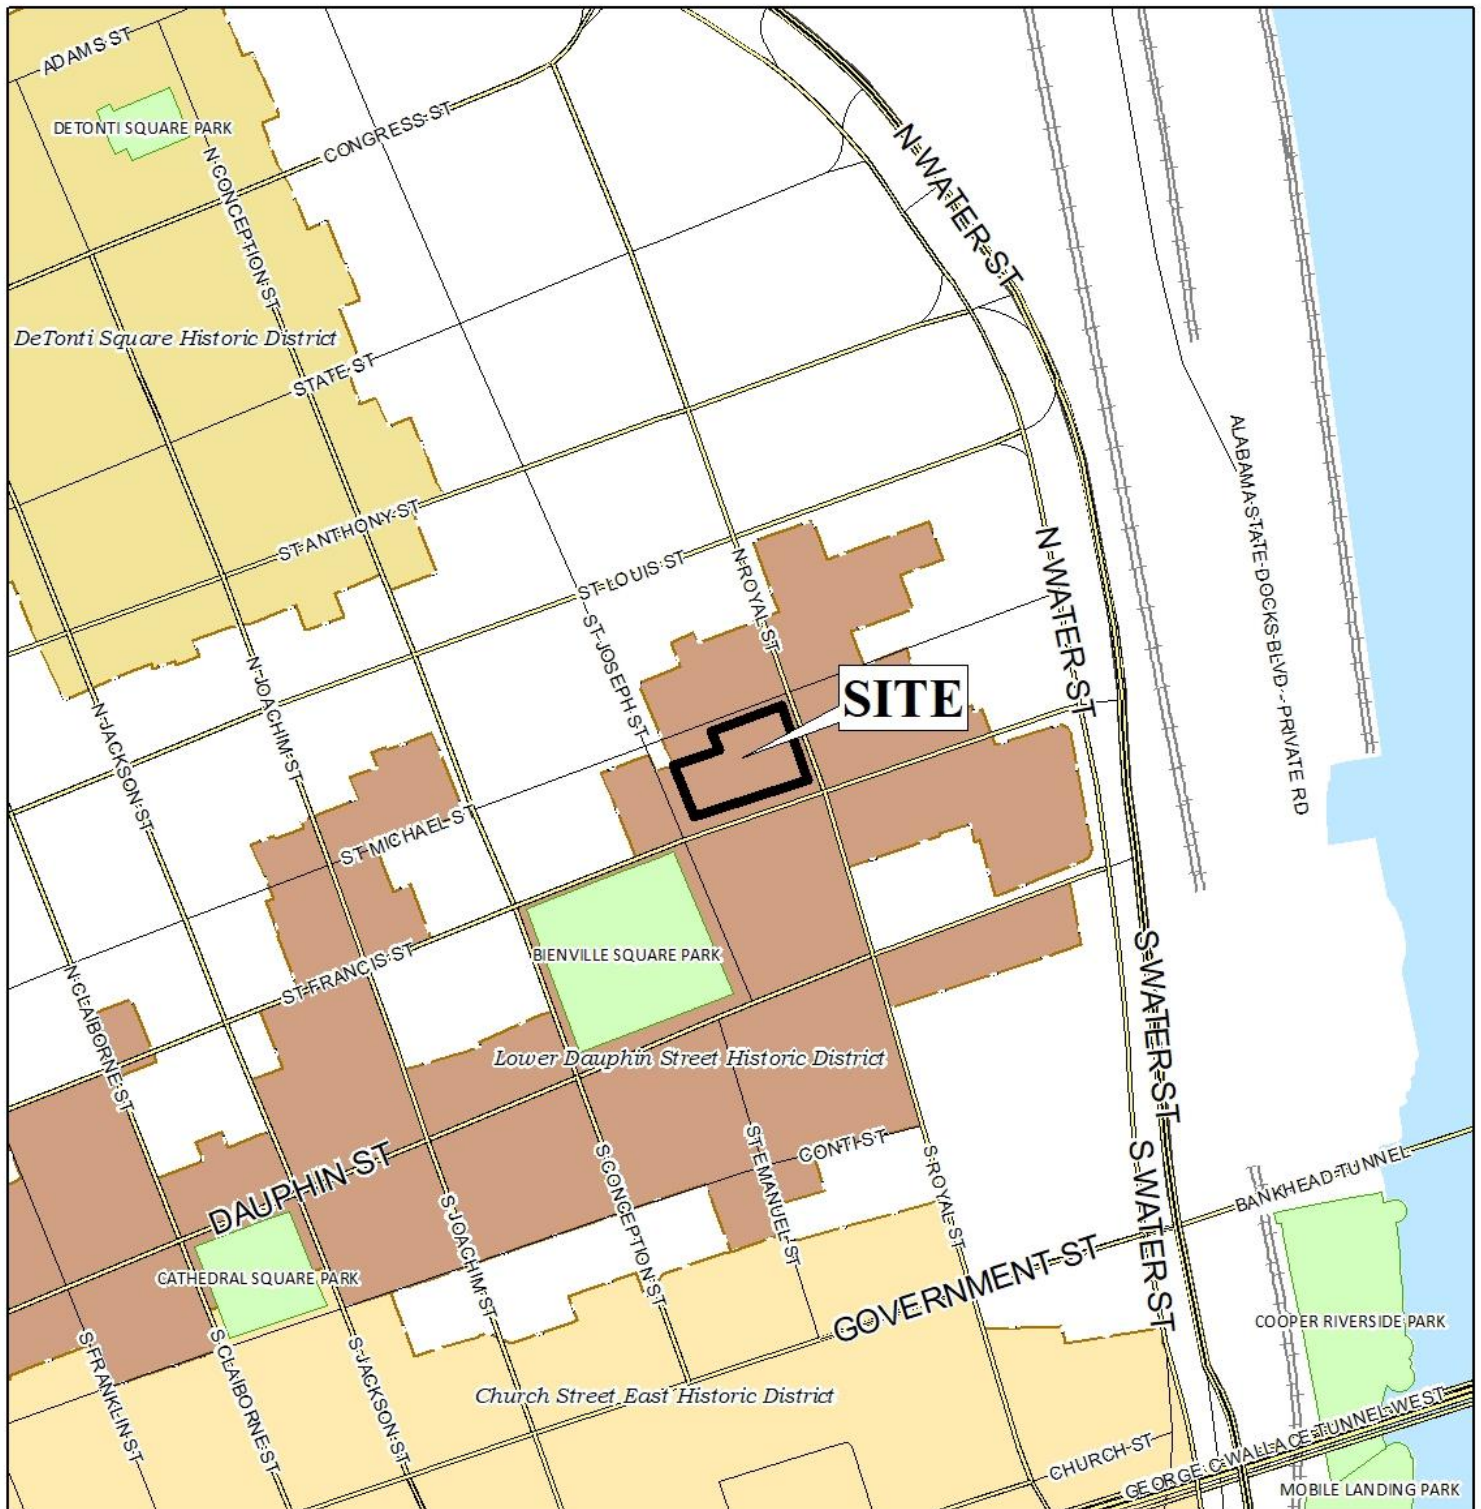 ADAMS ST
DETONTI SQUARE PARK
CONGRESS ST
N WATER ST
N CONCEPTION ST
DeTonti Square Historic District
STATE ST
ALABAMA STATE DOCKS BLVD - PRIVATE RD
ST ANTHONY ST
ST LOUIS ST
N ROYAL ST
N WATER ST
ST JOSEPH ST
N JOACHIM ST
SITE
N JACKSON ST
ST MICHAEL ST
BIENVILLE SQUARE PARK
ST FRANCIS ST
N CLAIBORNE ST
S WATER ST
Lower Dauphin Street Historic District
DAUPHIN ST
S CONCEPTION ST
ST EMANUEL ST
CONTI ST
S ROYAL ST
S WATER ST
BANKHEAD TUNNEL
S JOACHIM ST
CATHEDRAL SQUARE PARK
GOVERNMENT ST
COOPER RIVERSIDE PARK
S FRANKLIN ST
S CLAIBORNE ST
S JACKSON ST
Church Street East Historic District
CHURCH ST
GEORGE C WALLACE TUNNEL WEST
MOBILE LANDING PARK